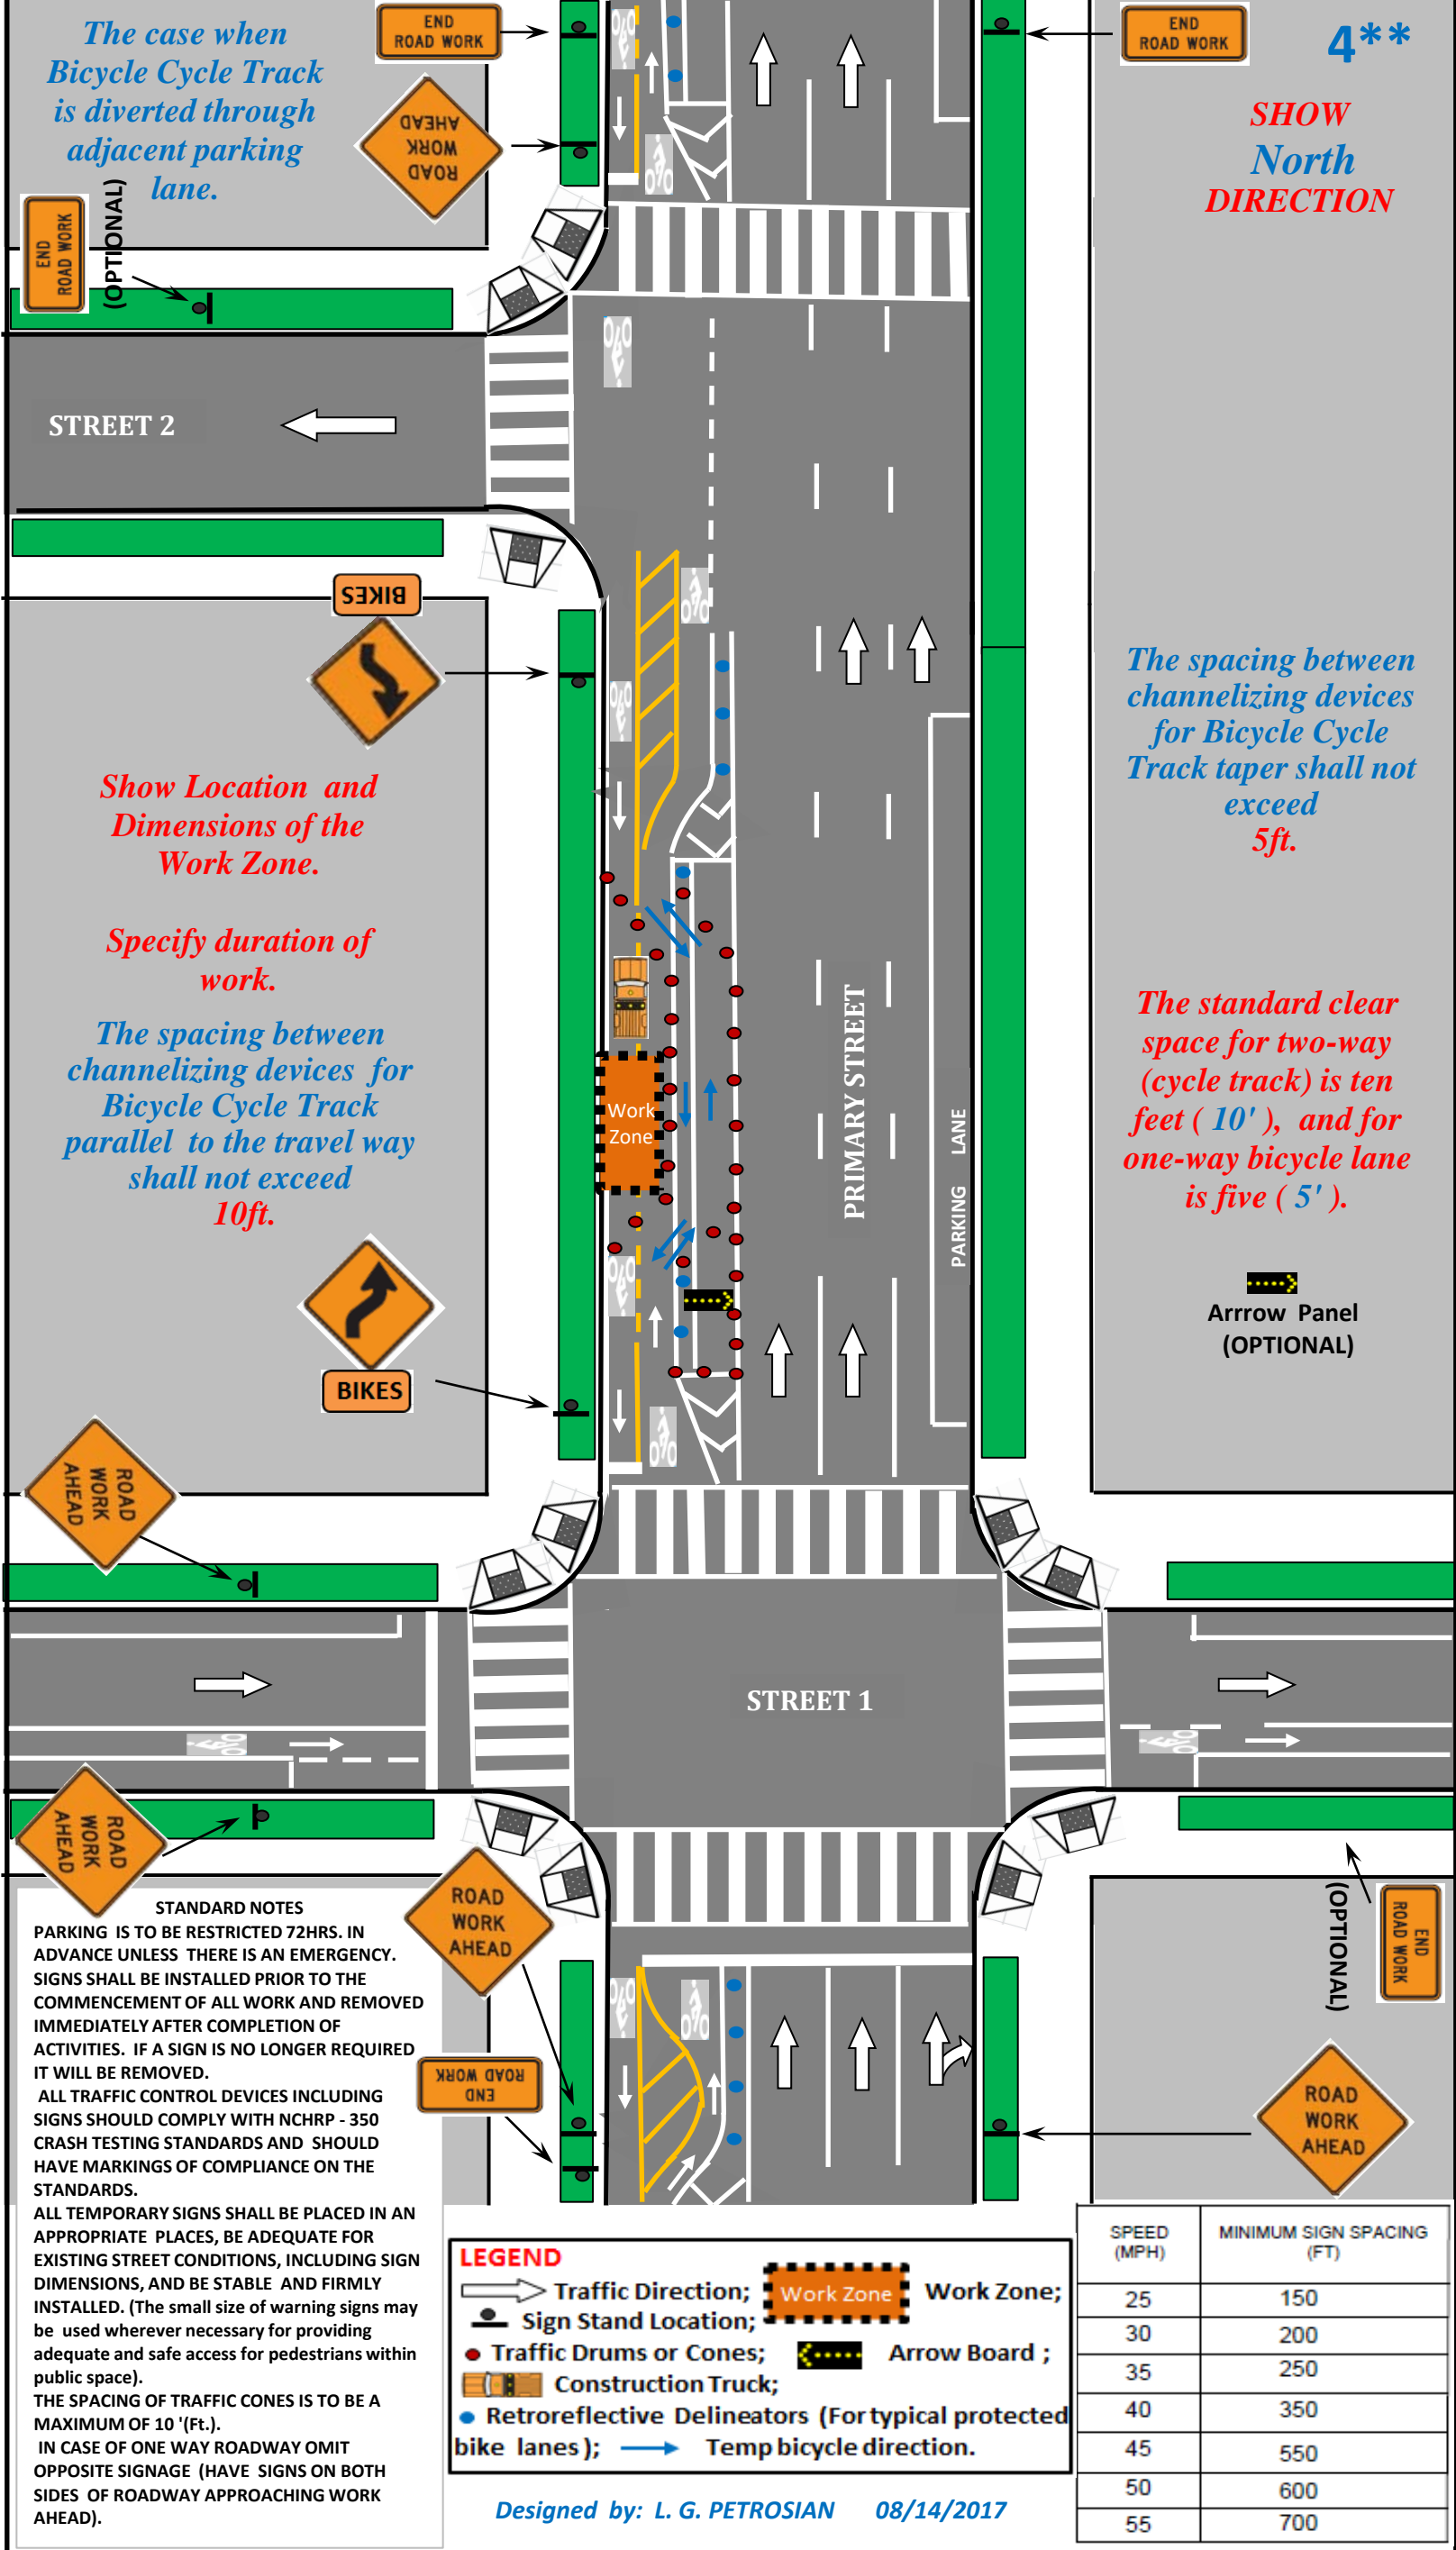 The case when
Bicycle Cycle Track
is diverted through
adjacent parking
lane.
END
ROAD WORK
ROAD
WORK
AHEAD
END
ROAD WORK
(OPTIONAL)
END
ROAD WORK
4**
SHOW
North
DIRECTION
STREET 2
BIKES
Show Location and
Dimensions of the
Work Zone.
Specify duration of
work.
The spacing between
channelizing devices for
Bicycle Cycle Track
parallel to the travel way
shall not exceed
10ft.
BIKES
Work
Zone
PRIMARY STREET
PARKING LANE
The spacing between
channelizing devices
for Bicycle Cycle
Track taper shall not
exceed
5ft.
The standard clear
space for two-way
(cycle track) is ten
feet ( 10' ), and for
one-way bicycle lane
is five ( 5' ).
Arrrow Panel
(OPTIONAL)
ROAD
WORK
AHEAD
STREET 1
ROAD
WORK
AHEAD
ROAD
WORK
AHEAD
END
ROAD WORK
(OPTIONAL)
END
ROAD WORK
ROAD
WORK
AHEAD
STANDARD NOTES
PARKING IS TO BE RESTRICTED 72HRS. IN
ADVANCE UNLESS THERE IS AN EMERGENCY.
SIGNS SHALL BE INSTALLED PRIOR TO THE
COMMENCEMENT OF ALL WORK AND REMOVED
IMMEDIATELY AFTER COMPLETION OF
ACTIVITIES. IF A SIGN IS NO LONGER REQUIRED
IT WILL BE REMOVED.
ALL TRAFFIC CONTROL DEVICES INCLUDING
SIGNS SHOULD COMPLY WITH NCHRP - 350
CRASH TESTING STANDARDS AND SHOULD
HAVE MARKINGS OF COMPLIANCE ON THE
STANDARDS.
ALL TEMPORARY SIGNS SHALL BE PLACED IN AN
APPROPRIATE PLACES, BE ADEQUATE FOR
EXISTING STREET CONDITIONS, INCLUDING SIGN
DIMENSIONS, AND BE STABLE AND FIRMLY
INSTALLED. (The small size of warning signs may
be used wherever necessary for providing
adequate and safe access for pedestrians within
public space).
THE SPACING OF TRAFFIC CONES IS TO BE A
MAXIMUM OF 10 '(Ft.).
IN CASE OF ONE WAY ROADWAY OMIT
OPPOSITE SIGNAGE (HAVE SIGNS ON BOTH
SIDES OF ROADWAY APPROACHING WORK
AHEAD).
LEGEND
Traffic Direction; Work Zone Work Zone;
Sign Stand Location;
Traffic Drums or Cones; Arrow Board ;
Construction Truck;
Retroreflective Delineators (For typical protected
bike lanes ); Temp bicycle direction.
Designed by: L. G. PETROSIAN 08/14/2017
SPEED (MPH) MINIMUM SIGN SPACING (FT)
25 150
30 200
35 250
40 350
45 550
50 600
55 700